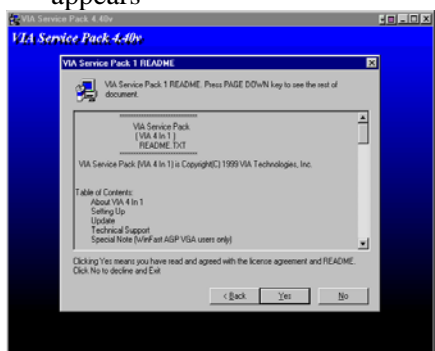 appears
VIA Service Pack 4.40v
VIA Service Pack 4.40v
VIA Service Pack 1 README
VIA Service Pack 1 README. Press PAGE DOWN key to see the rest of
document.
VIA Service Pack
( VIA 4 In 1 )
README.TXT
VIA Service Pack (VIA 4 In 1) is Copyright(C) 1999 VIA Technologies, Inc.
Table of Contents:
About VIA 4 In 1
Setting Up
Update
Technical Support
Special Note (WinFast AGP VGA users only)
Clicking Yes means you have read and agreed with the license agreement and README.
Click No to decline and Exit
< Back
Yes
No